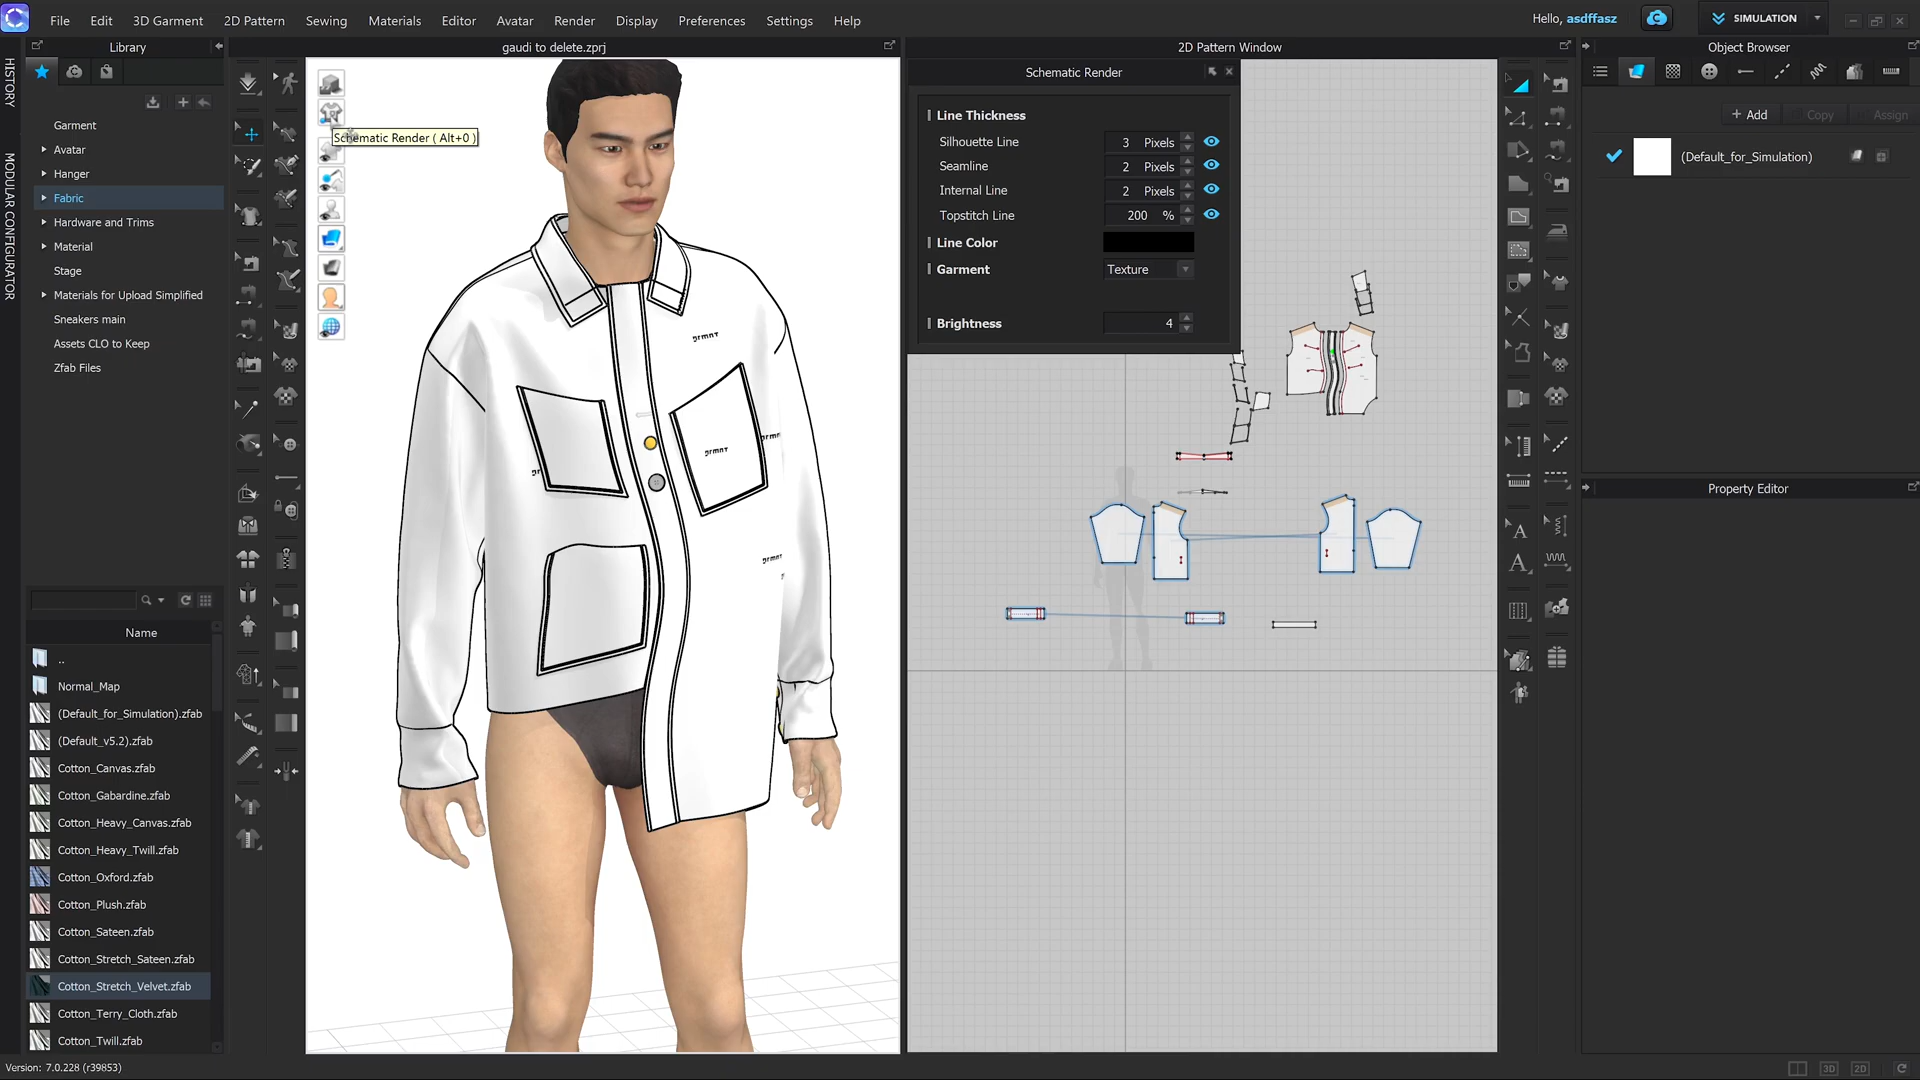 File Edit 3D Garment 2D Pattern Sewing Materials Editor Avatar Render Display Preferences Settings Help
Hello, asdffasz
SIMULATION
HISTORY
MODULAR CONFIGURATOR
Library
Garment
Avatar
Hanger
Fabric
Hardware and Trims
Material
Stage
Materials for Upload Simplified
Sneakers main
Assets CLO to Keep
Zfab Files
Name
..
Normal_Map
(Default_for_Simulation).zfab
(Default_v5.2).zfab
Cotton_Canvas.zfab
Cotton_Gabardine.zfab
Cotton_Heavy_Canvas.zfab
Cotton_Heavy_Twill.zfab
Cotton_Oxford.zfab
Cotton_Plush.zfab
Cotton_Sateen.zfab
Cotton_Stretch_Sateen.zfab
Cotton_Stretch_Velvet.zfab
Cotton_Terry_Cloth.zfab
Cotton_Twill.zfab
Version: 7.0.228 (r39853)
gaudi to delete.zprj
Schematic Render ( Alt+0 )
2D Pattern Window
Schematic Render
Line Thickness
Silhouette Line 3 Pixels
Seamline 2 Pixels
Internal Line 2 Pixels
Topstitch Line 200 %
Line Color
Garment Texture
Brightness 4
Object Browser
+ Add Copy Assign
(Default_for_Simulation)
Property Editor
3D 2D